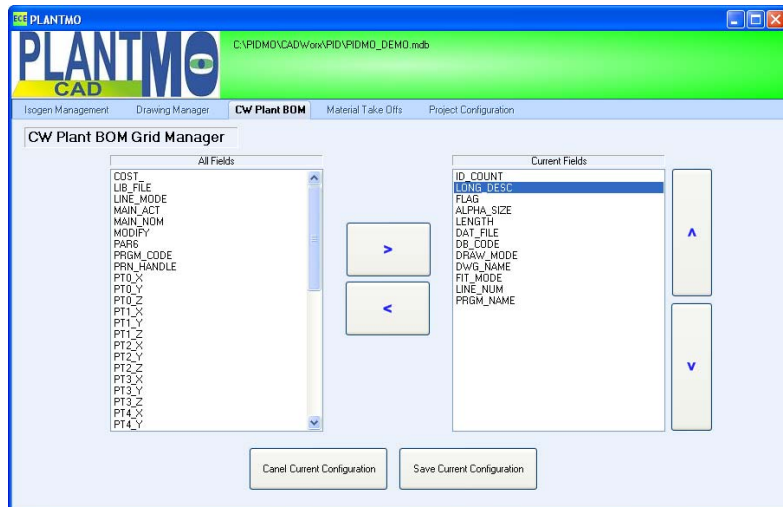 ECE PLANTMO
PLANTMO
CAD
C:\PIDMO\CADWorx\PID\PIDMO_DEMO.mdb
Isogen Management Drawing Manager CW Plant BOM Material Take Offs Project Configuration
CW Plant BOM Grid Manager
All Fields
COST_
LIB_FILE
LINE_MODE
MAIN_ACT
MAIN_NOM
MODIFY
PAR6
PRGM_CODE
PRN_HANDLE
PT0_X
PT0_Y
PT0_Z
PT1_X
PT1_Y
PT1_Z
PT2_X
PT2_Y
PT2_Z
PT3_X
PT3_Y
PT3_Z
PT4_X
PT4_Y
>
<
Current Fields
ID_COUNT
LONG_DESC
FLAG
ALPHA_SIZE
LENGTH
DAT_FILE
DB_CODE
DRAW_MODE
DWG_NAME
FIT_MODE
LINE_NUM
PRGM_NAME
^
v
Canel Current Configuration
Save Current Configuration